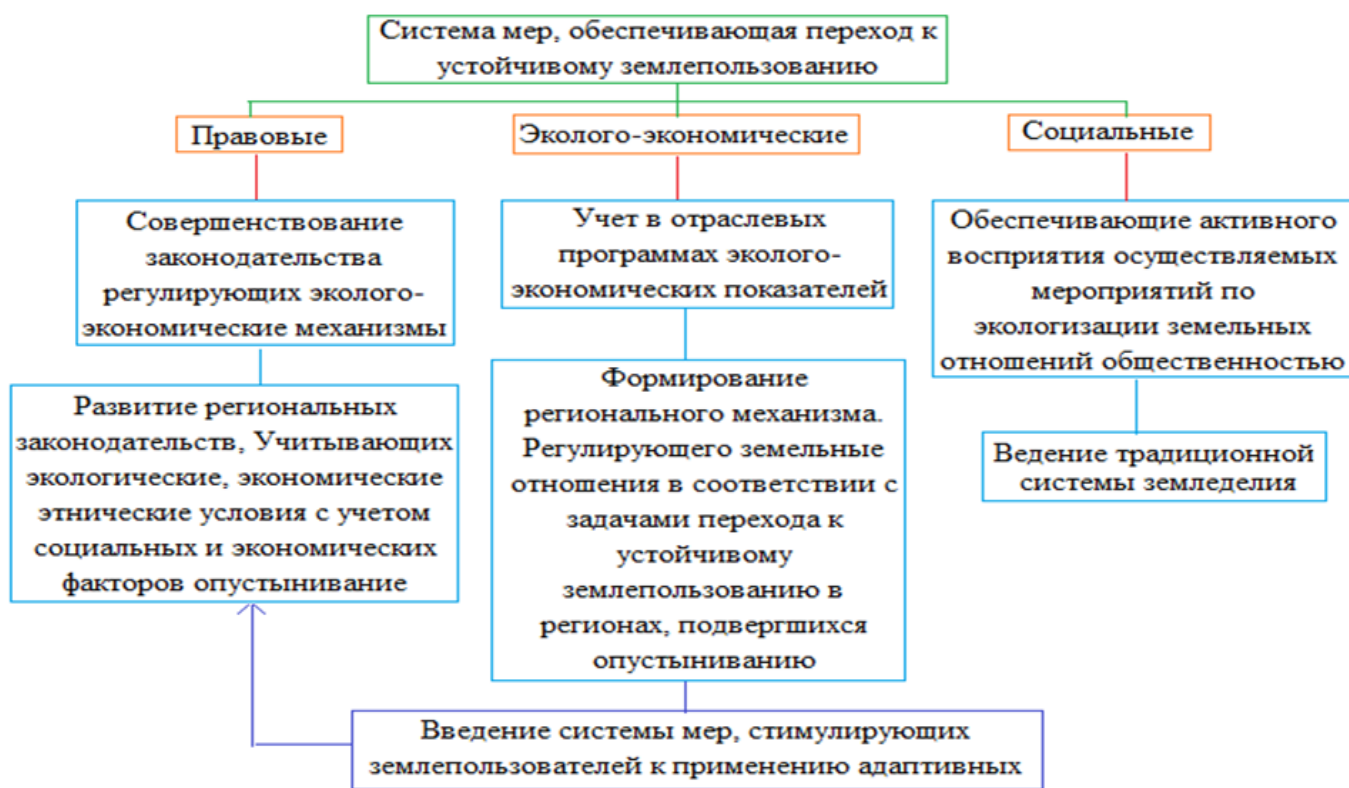 Система мер, обеспечивающая переход к
устойчивому землепользованию
Правовые
Эколого-экономические
Социальные
Совершенствование
законодательства
регулирующих эколого-
экономические механизмы
Учет в отраслевых
программах эколого-
экономических показателей
Обеспечивающие активного
восприятия осуществляемых
мероприятий по
экологизации земельных
отношений общественностью
Развитие региональных
законодательств, Учитывающих
экологические, экономические
этнические условия с учетом
социальных и экономических
факторов опустынивание
Формирование
регионального механизма.
Регулирующего земельные
отношения в соответствии с
задачами перехода к
устойчивому
землепользованию в
регионах, подвергшихся
опустыниванию
Ведение традиционной
системы земледелия
Введение системы мер, стимулирующих
землепользователей к применению адаптивных